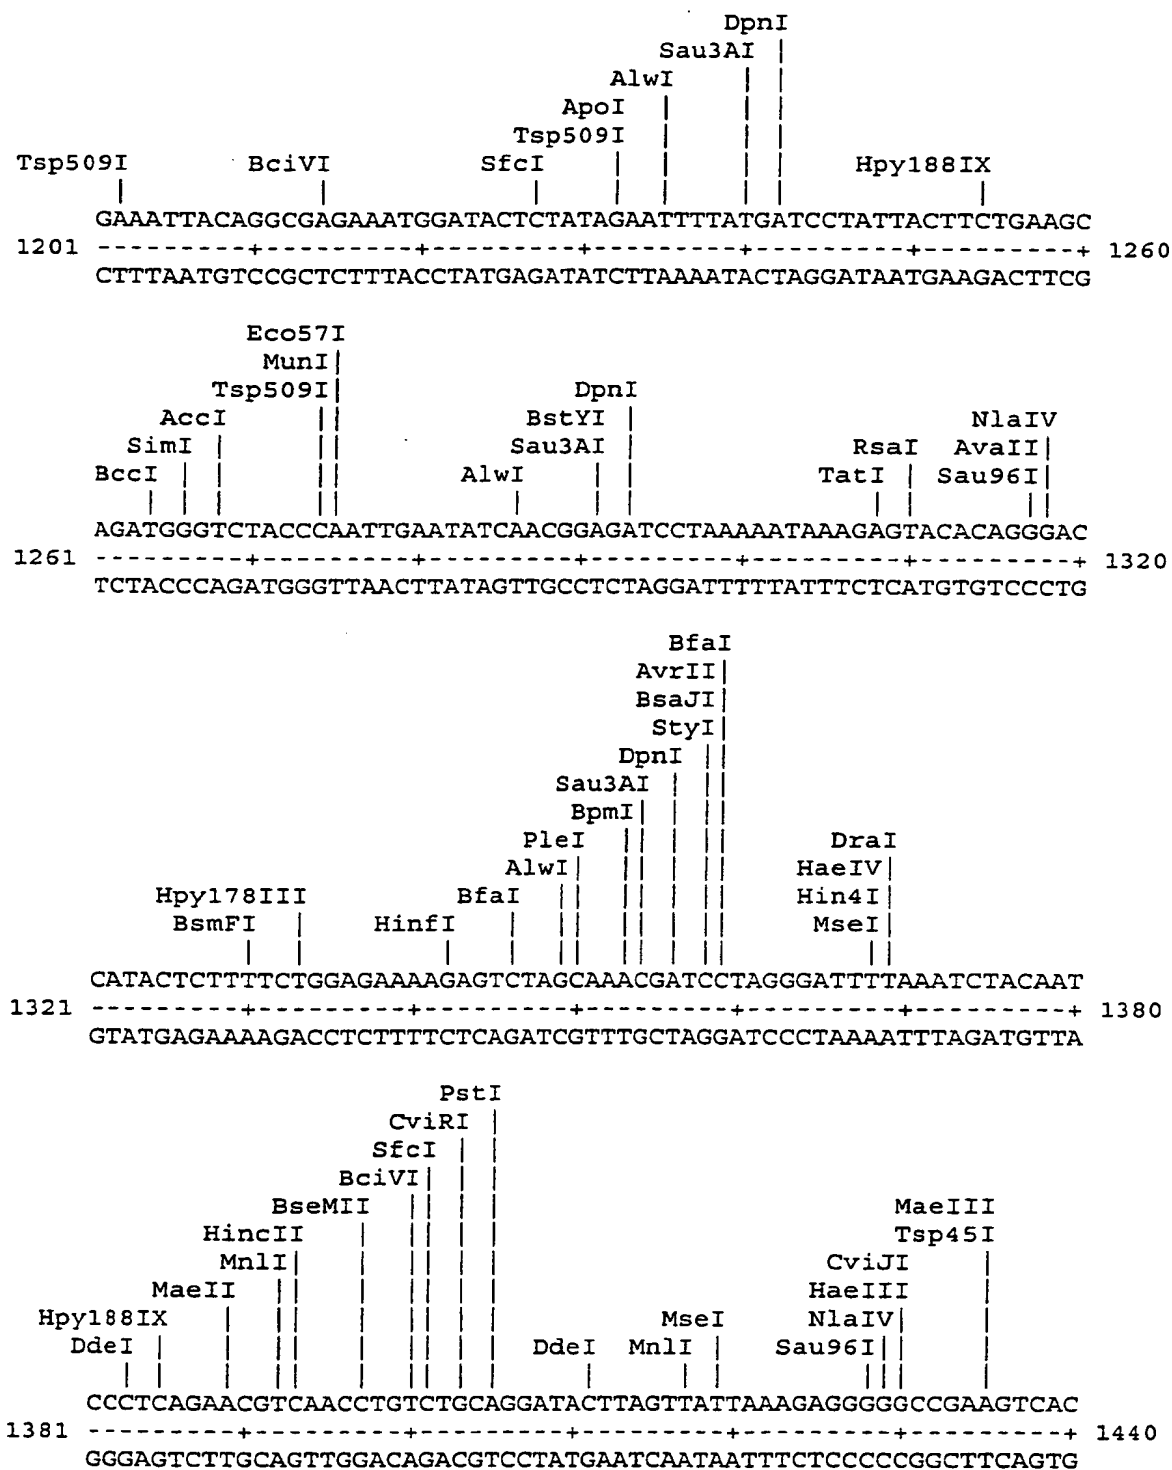 DpnI
Sau3AI
AlwI
ApoI
Tsp509I
Tsp509I BciVI SfcI Hpy188IX
GAAATTACAGGCGAGAAATGGATACTCTATAGAATTTTATGATCCTATTACTTCTGAAGC
1201 ---------+---------+---------+---------+---------+---------+ 1260
CTTTAATGTCCGCTCTTTACCTATGAGATATCTTAAAATACTAGGATAATGAAGACTTCG
Eco57I
MunI
Tsp509I DpnI
AccI BstYI NlaIV
SimI Sau3AI RsaI AvaII
BccI AlwI TatI Sau96I
AGATGGGTCTACCCAATTGAATATCAACGGAGATCCTAAAAATAAAGAGTACACAGGGAC
1261 ---------+---------+---------+---------+---------+---------+ 1320
TCTACCCAGATGGGTTAACTTATAGTTGCCTCTAGGATTTTTATTTCTCATGTGTCCCTG
BfaI
AvrII
BsaJI
StyI
DpnI
Sau3AI
BpmI
PleI DraI
AlwI HaeIV
Hpy178III BfaI Hin4I
BsmFI HinfI MseI
CATACTCTTTTCTGGAGAAAAGAGTCTAGCAAACGATCCTAGGGATTTTAAATCTACAAT
1321 ---------+---------+---------+---------+---------+---------+ 1380
GTATGAGAAAAGACCTCTTTTCTCAGATCGTTTGCTAGGATCCCTAAAATTTAGATGTTA
PstI
CviRI
SfcI
BciVI
BseMII MaeIII
HincII Tsp45I
MnlI CviJI
MaeII HaeIII
Hpy188IX MseI NlaIV
DdeI DdeI MnlI Sau96I
CCCTCAGAACGTCAACCTGTCTGCAGGATACTTAGTTATTAAAGAGGGGGCCGAAGTCAC
1381 ---------+---------+---------+---------+---------+---------+ 1440
GGGAGTCTTGCAGTTGGACAGACGTCCTATGAATCAATAATTTCTCCCCCGGCTTCAGTG